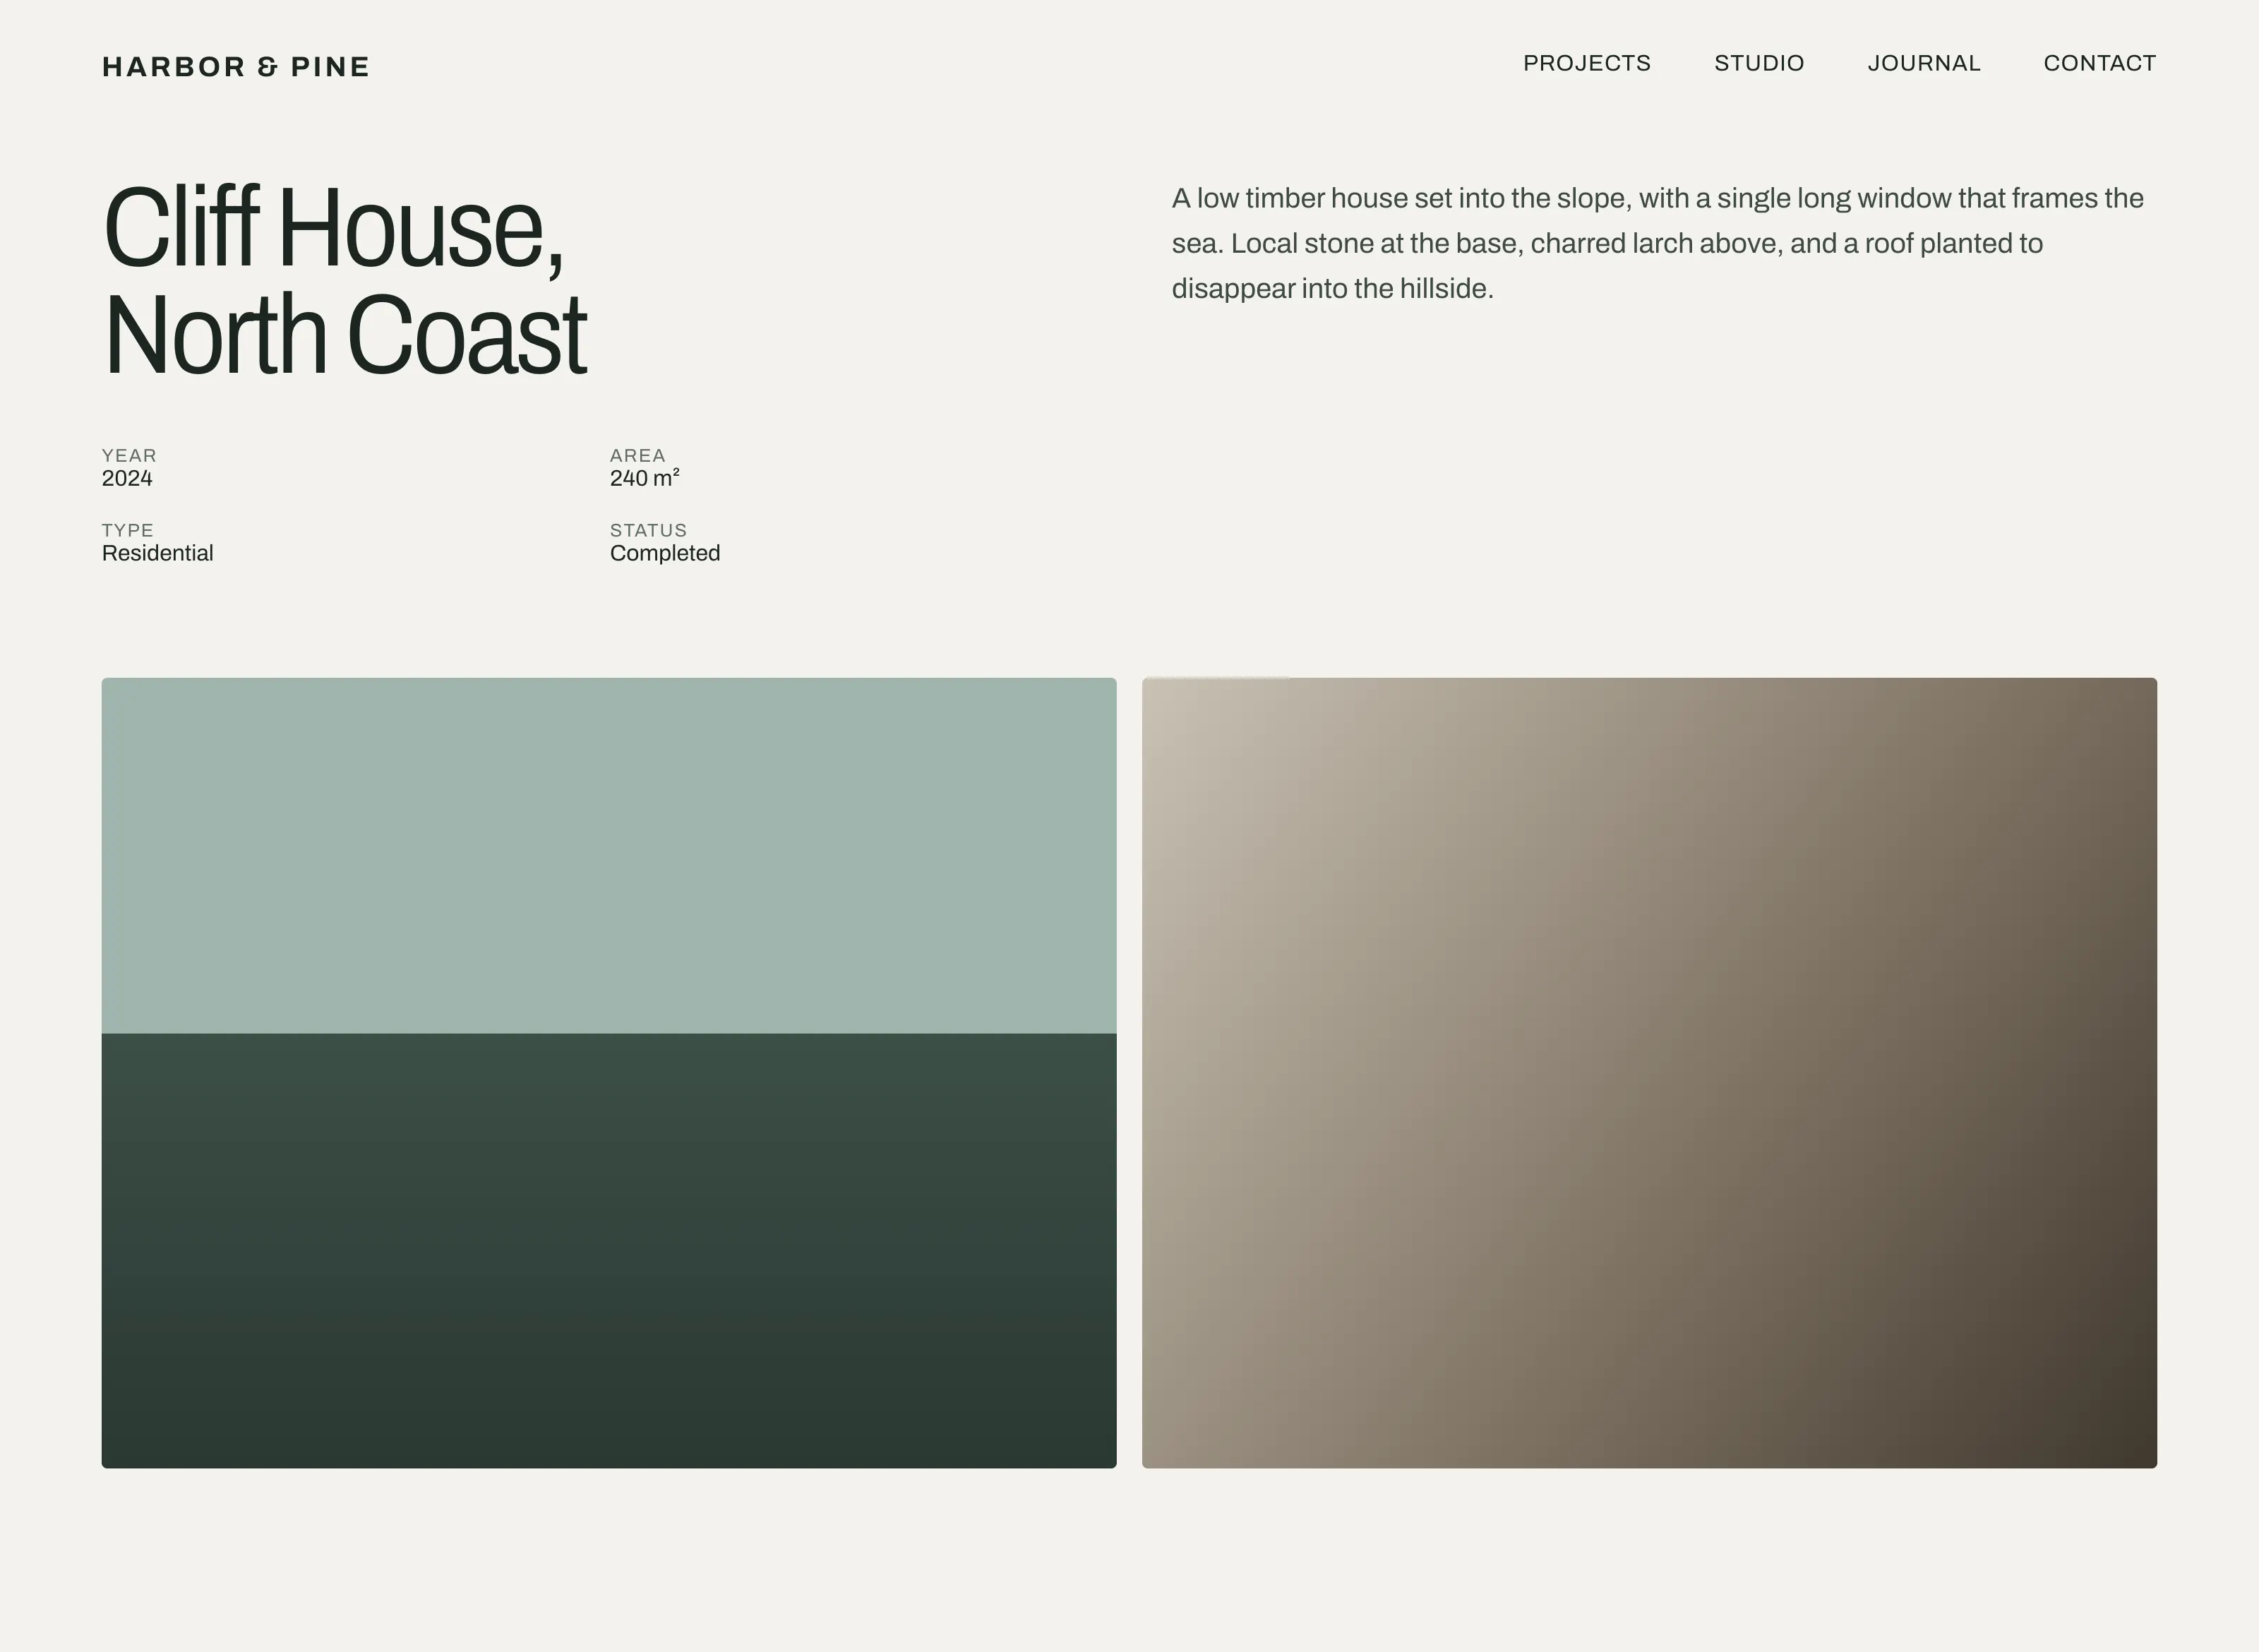 HARBOR & PINE
PROJECTS STUDIO JOURNAL CONTACT
Cliff House,
North Coast
A low timber house set into the slope, with a single long window that frames the
sea. Local stone at the base, charred larch above, and a roof planted to
disappear into the hillside.
YEAR
2024
AREA
240 m²
TYPE
Residential
STATUS
Completed